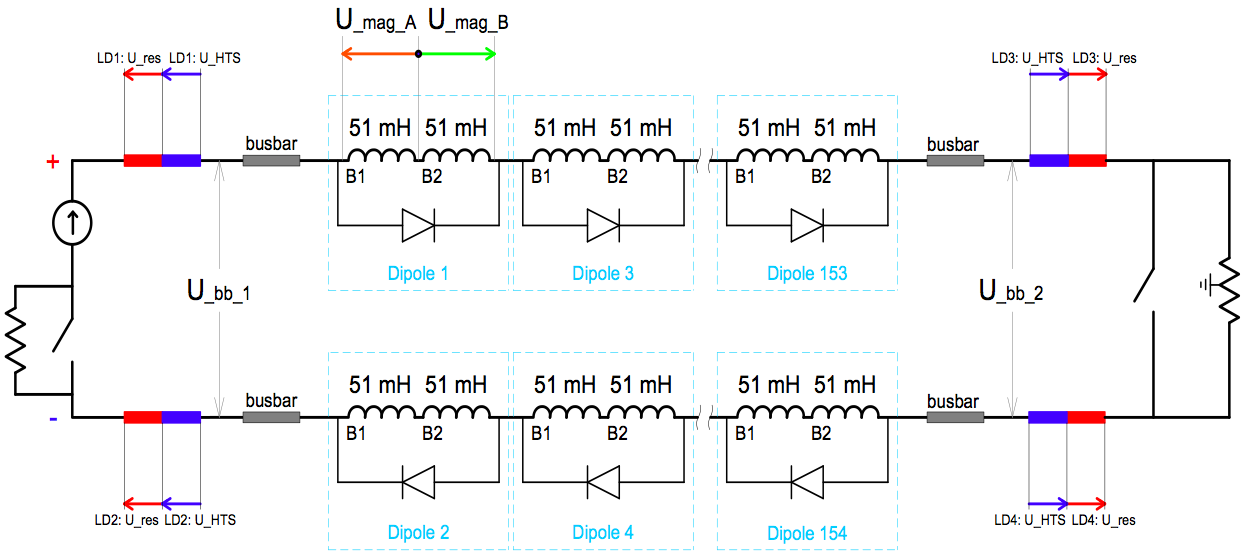 U_mag_A U_mag_B
LD1: U_res LD1: U_HTS
LD3: U_HTS LD3: U_res
51 mH 51 mH 51 mH 51 mH 51 mH 51 mH
+ busbar busbar
B1 B2 B1 B2 B1 B2
Dipole 1 Dipole 3 Dipole 153
U_bb_1 U_bb_2
51 mH 51 mH 51 mH 51 mH 51 mH 51 mH
- busbar busbar
B1 B2 B1 B2 B1 B2
LD2: U_res LD2: U_HTS
LD4: U_HTS LD4: U_res
Dipole 2 Dipole 4 Dipole 154